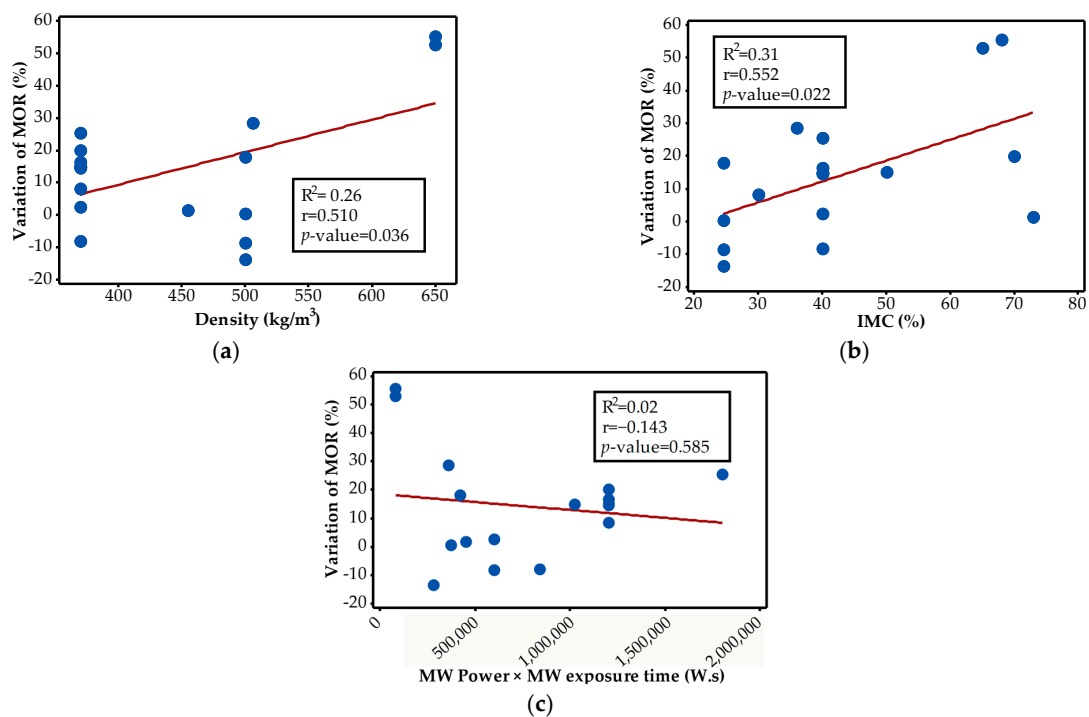 60
50
40
30
20
10
0
-10
-20
Variation of MOR (%)
R²= 0.26
r=0.510
p-value=0.036
400 450 500 550 600 650
Density (kg/m³)
(a)
60
50
40
30
20
10
0
-10
-20
Variation of MOR (%)
R²=0.31
r=0.552
p-value=0.022
20 30 40 50 60 70 80
IMC (%)
(b)
60
50
40
30
20
10
0
-10
-20
Variation of MOR (%)
R²=0.02
r=−0.143
p-value=0.585
0 500,000 1,000,000 1,500,000 2,000,000
MW Power × MW exposure time (W.s)
(c)